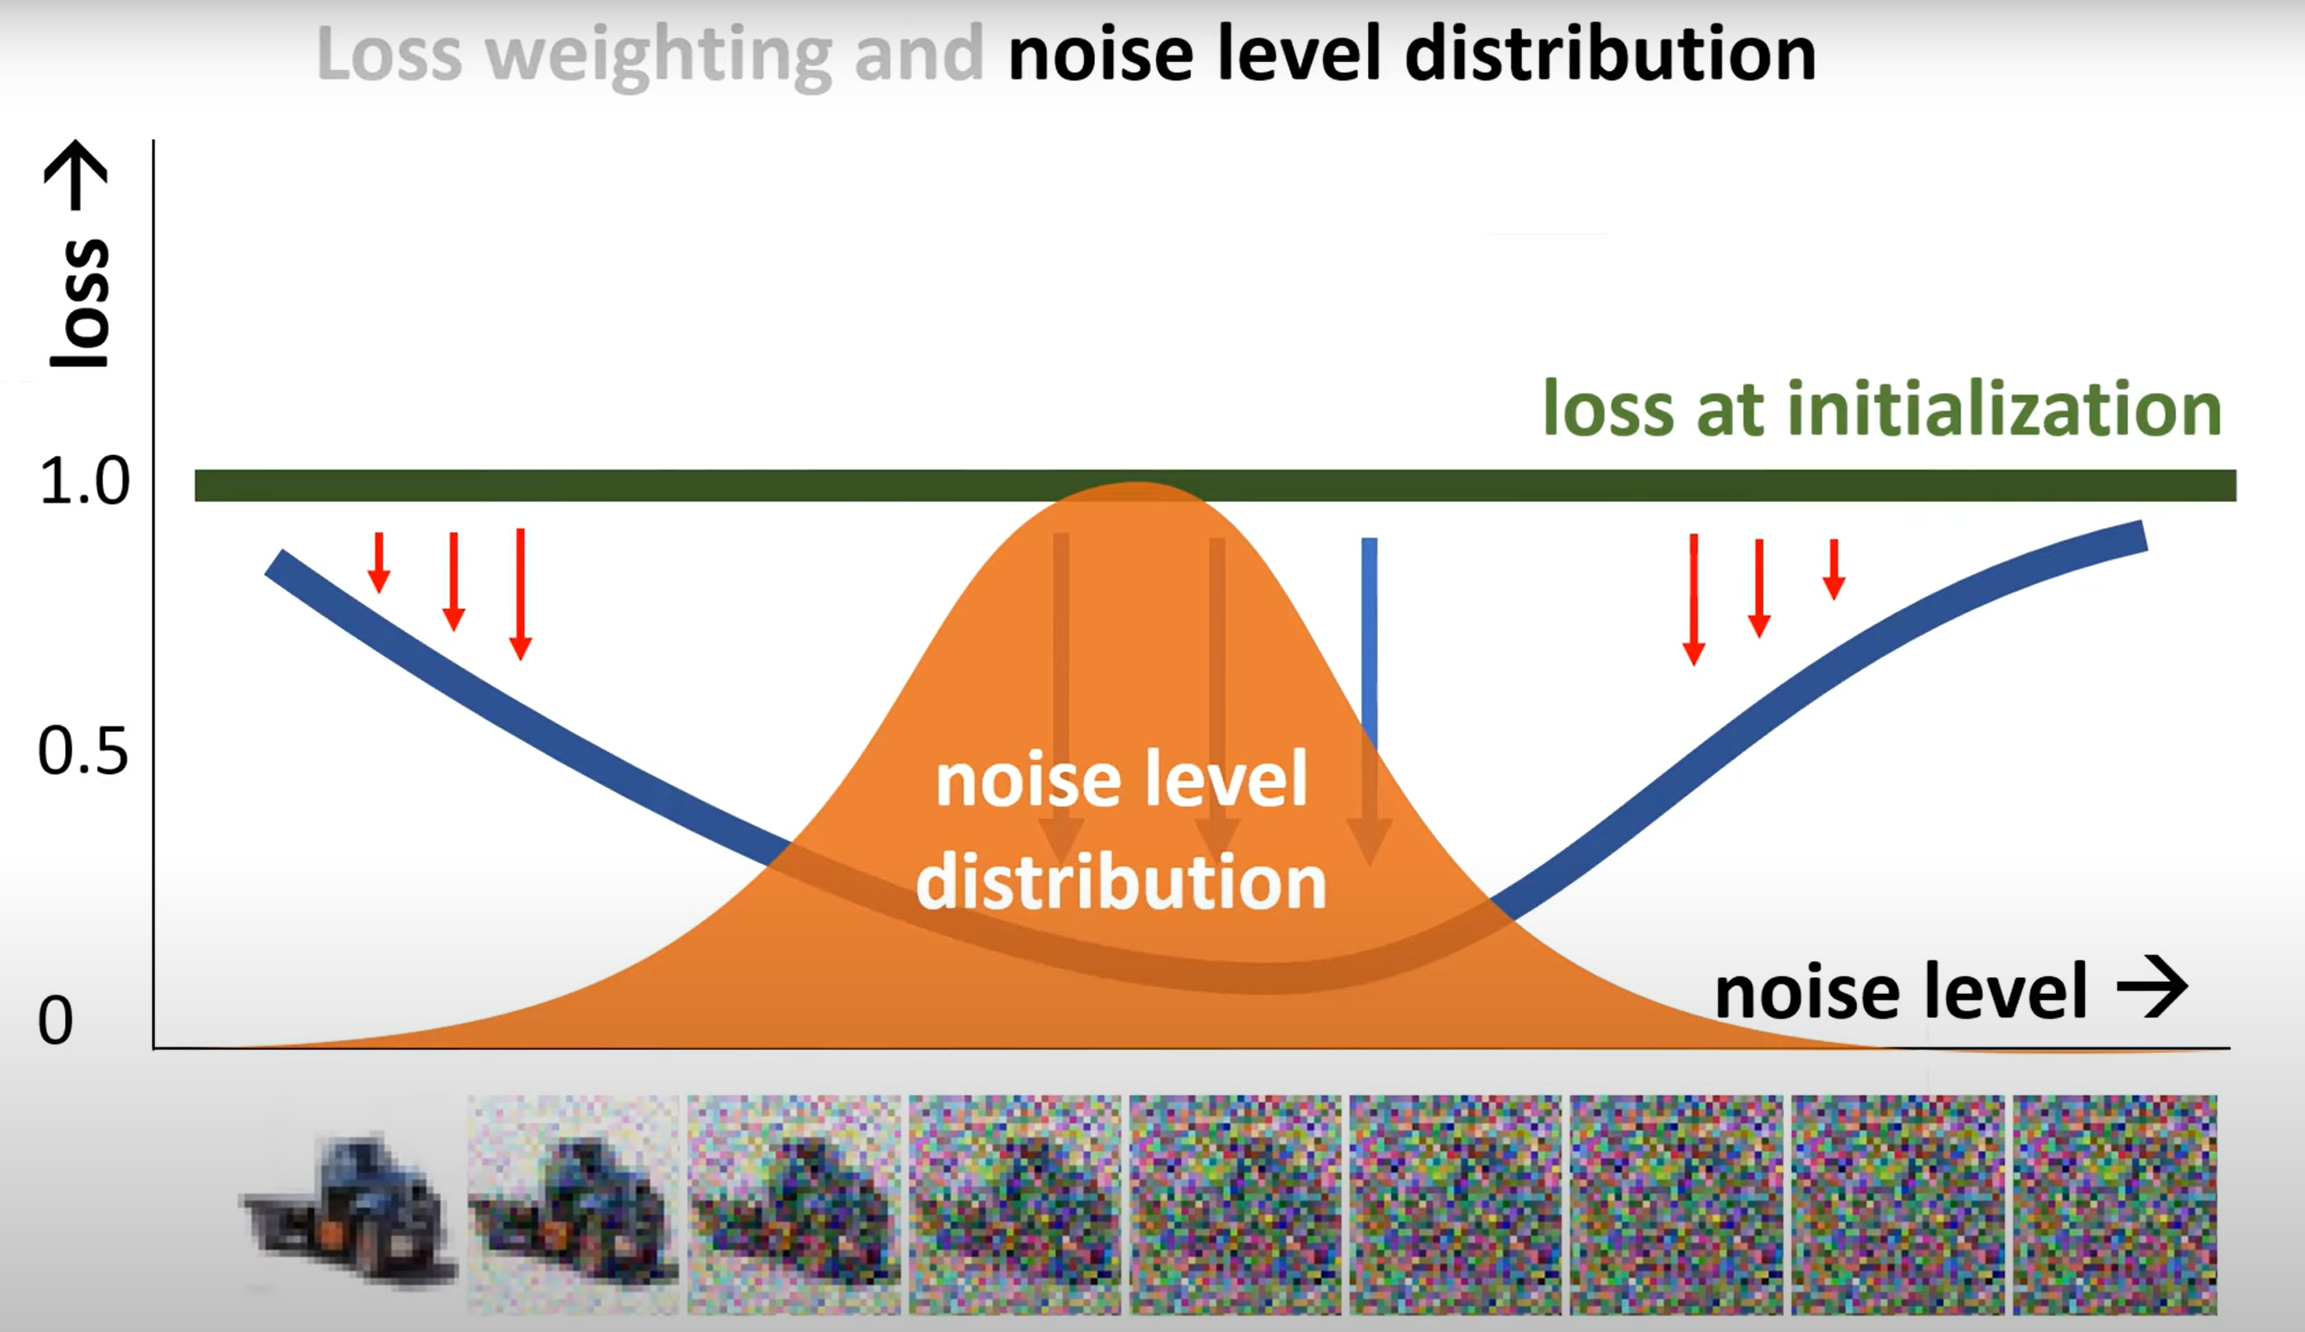 Loss weighting and noise level distribution
loss →
loss at initialization
1.0
0.5
noise level
distribution
noise level →
0